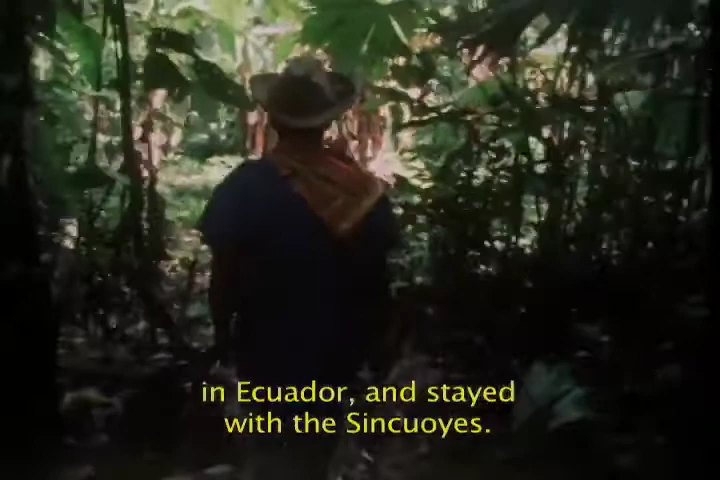 in Ecuador, and stayed
with the Sincuoyes.